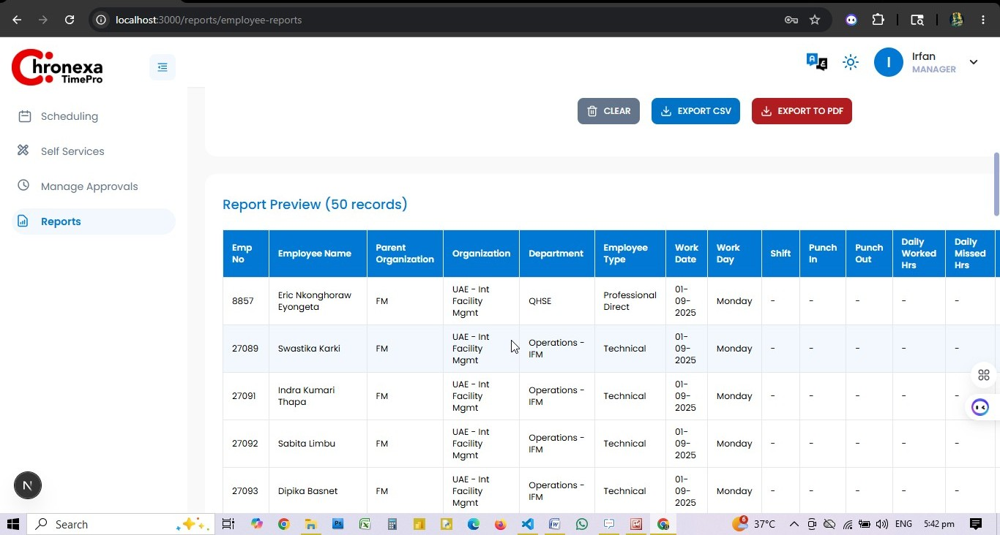 localhost:3000/reports/employee-reports
Chronexa
TimePro
A
I
Irfan
MANAGER
Scheduling
Self Services
Manage Approvals
Reports
CLEAR
EXPORT CSV
EXPORT TO PDF
Report Preview (50 records)
Emp No Employee Name Parent Organization Organization Department Employee Type Work Date Work Day Shift Punch In Punch Out Daily Worked Hrs Daily Missed Hrs
8857 Eric Nkonghoraw Eyongeta FM UAE - Int Facility Mgmt QHSE Professional Direct 01-09-2025 Monday - - - - -
27089 Swastika Karki FM UAE - Int Facility Mgmt Operations - IFM Technical 01-09-2025 Monday - - - - -
27091 Indra Kumari Thapa FM UAE - Int Facility Mgmt Operations - IFM Technical 01-09-2025 Monday - - - - -
27092 Sabita Limbu FM UAE - Int Facility Mgmt Operations - IFM Technical 01-09-2025 Monday - - - - -
27093 Dipika Basnet FM UAE - Int Facility Mgmt Operations - IFM Technical 01-09-2025 Monday - - - - -
N
Search
Ps
6
37°C
ENG
5:42 pm